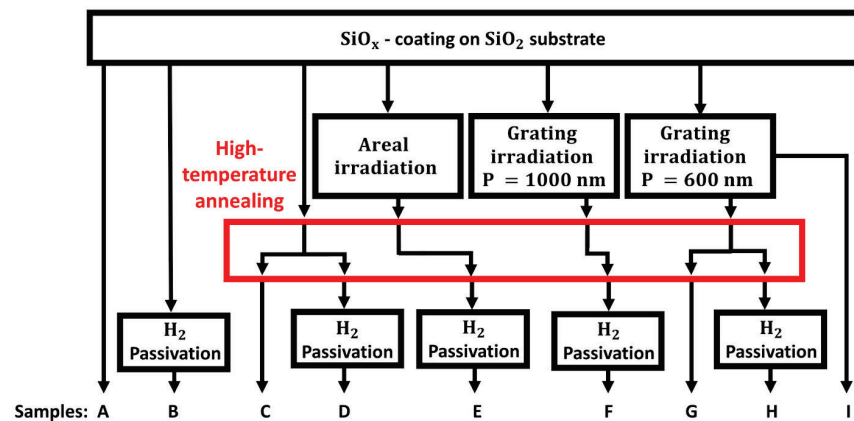 SiOₓ - coating on SiO₂ substrate
High-
temperature
annealing
Areal
irradiation
Grating
irradiation
P = 1000 nm
Grating
irradiation
P = 600 nm
H₂
Passivation
H₂
Passivation
H₂
Passivation
H₂
Passivation
H₂
Passivation
Samples: A B C D E F G H I